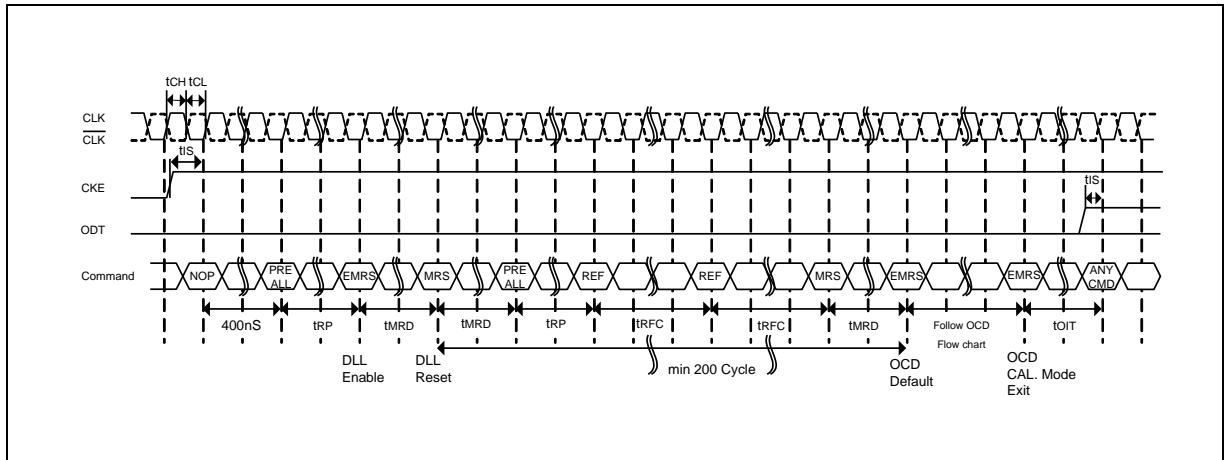 tCH tCL
CLK
CLK
tIS
CKE
tIS
ODT
Command NOP PRE ALL EMRS MRS PRE ALL REF REF MRS EMRS EMRS ANY CMD
400nS tRP tMRD tMRD tRP tRFC tRFC tMRD Follow OCD Flow chart tOIT
DLL Enable
DLL Reset
min 200 Cycle
OCD Default
OCD CAL. Mode Exit